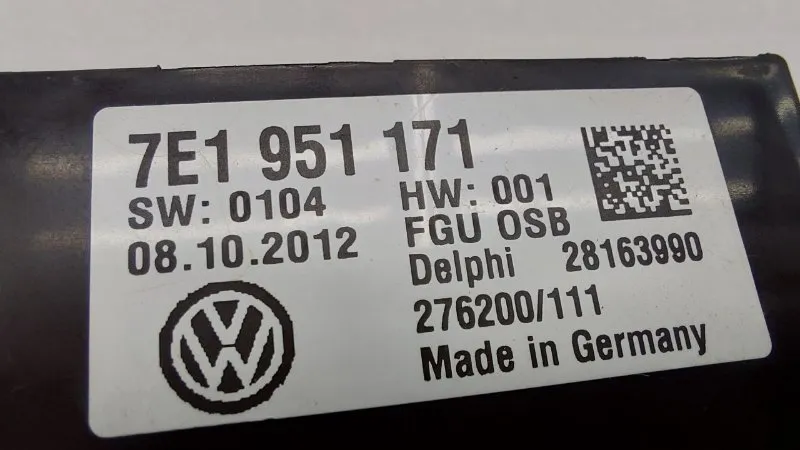 7E1 951 171
SW: 0104 HW: 001
08.10.2012 FGU OSB
Delphi 28163990
276200/111
Made in Germany